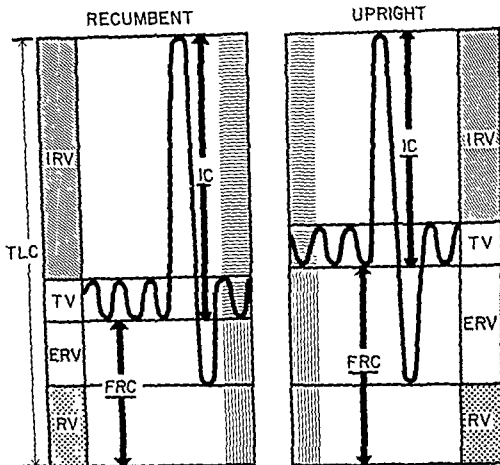 RECUMBENT
UPRIGHT
IRV
IC
TLC
TV
ERV
FRC
RV
IC
IRV
TV
ERV
FRC
RV